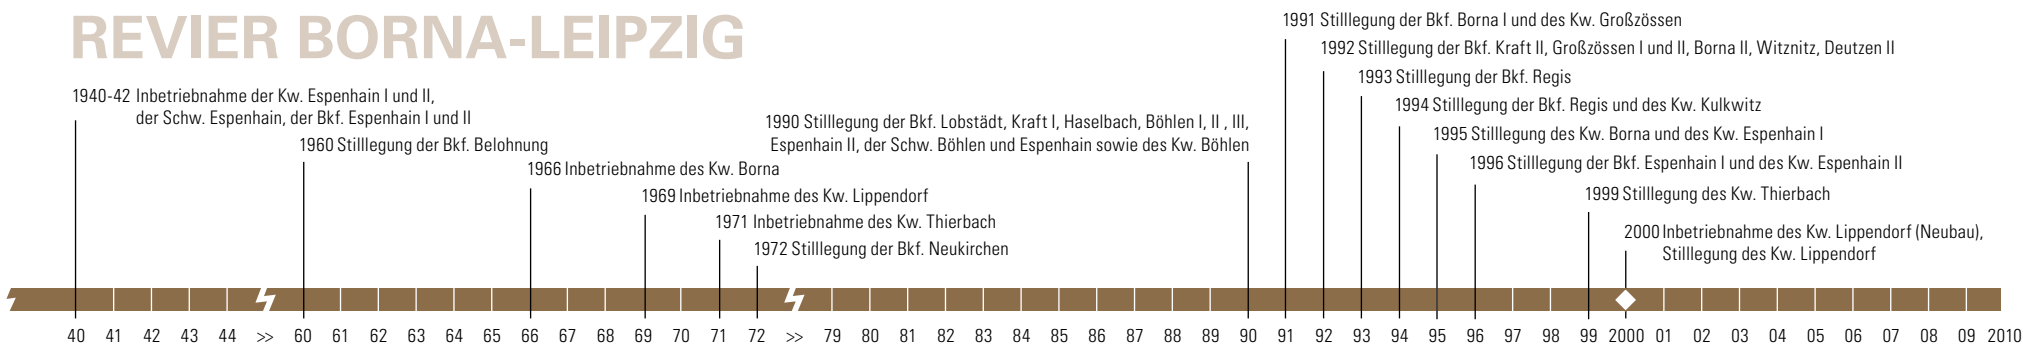 REVIER BORNA-LEIPZIG
1940-42 Inbetriebnahme der Kw. Espenhain I und II,
der Schw. Espenhain, der Bkf. Espenhain I und II
1960 Stilllegung der Bkf. Belohnung
1966 Inbetriebnahme des Kw. Borna
1969 Inbetriebnahme des Kw. Lippendorf
1971 Inbetriebnahme des Kw. Thierbach
1972 Stilllegung der Bkf. Neukirchen
1990 Stilllegung der Bkf. Lobstädt, Kraft I, Haselbach, Böhlen I, II , III,
Espenhain II, der Schw. Böhlen und Espenhain sowie des Kw. Böhlen
1991 Stilllegung der Bkf. Borna I und des Kw. Großzössen
1992 Stilllegung der Bkf. Kraft II, Großzössen I und II, Borna II, Witznitz, Deutzen II
1993 Stilllegung der Bkf. Regis
1994 Stilllegung der Bkf. Regis und des Kw. Kulkwitz
1995 Stilllegung des Kw. Borna und des Kw. Espenhain I
1996 Stilllegung der Bkf. Espenhain I und des Kw. Espenhain II
1999 Stilllegung des Kw. Thierbach
2000 Inbetriebnahme des Kw. Lippendorf (Neubau),
Stilllegung des Kw. Lippendorf
40 41 42 43 44 >> 60 61 62 63 64 65 66 67 68 69 70 71 72 >> 79 80 81 82 83 84 85 86 87 88 89 90 91 92 93 94 95 96 97 98 99 2000 01 02 03 04 05 06 07 08 09 2010